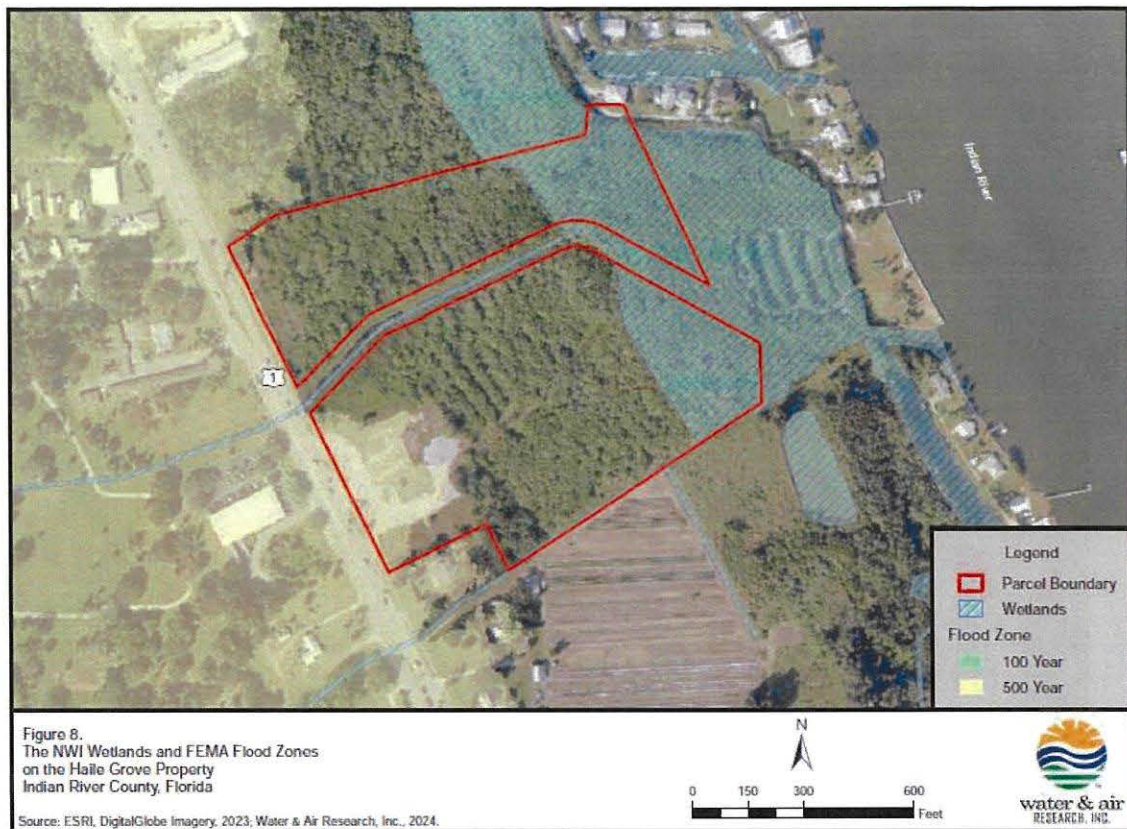 Indian River
1
Legend
Parcel Boundary
Wetlands
Flood Zone
100 Year
500 Year
Figure 8.
The NWI Wetlands and FEMA Flood Zones
on the Haile Grove Property
Indian River County, Florida
Source: ESRI, DigitalGlobe Imagery, 2023; Water & Air Research, Inc., 2024.
N
0 150 300 600
Feet
water & air
RESEARCH, INC.